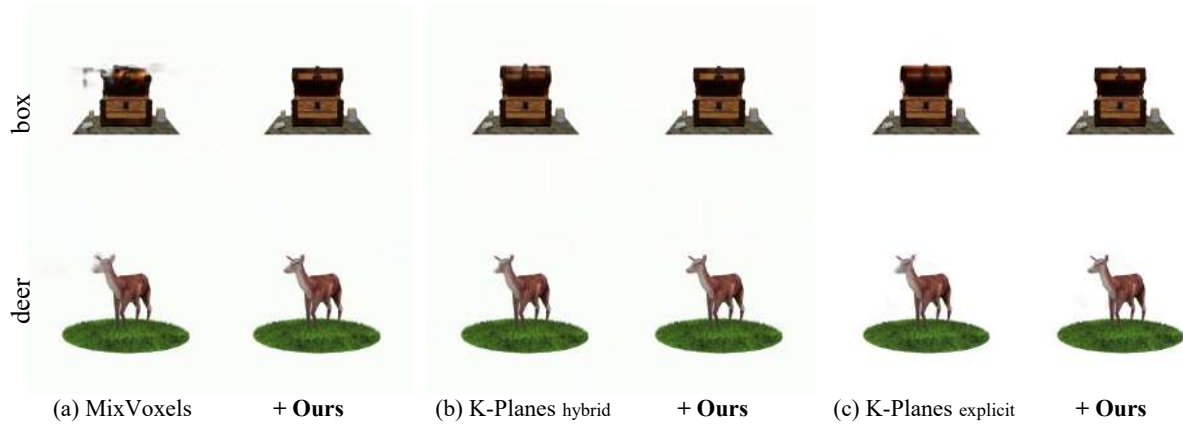 box
deer
(a) MixVoxels + Ours (b) K-Planes hybrid + Ours (c) K-Planes explicit + Ours